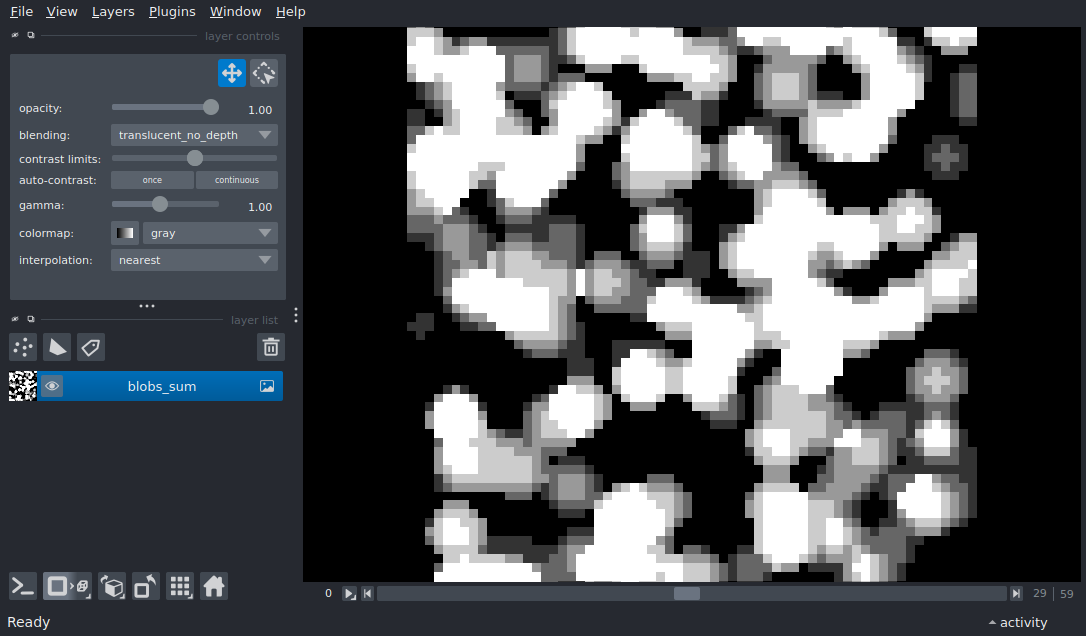 File View Layers Plugins Window Help
layer controls
opacity: 1.00
blending: translucent_no_depth
contrast limits:
auto-contrast: once continuous
gamma: 1.00
colormap: gray
interpolation: nearest
layer list
blobs_sum
0 29 59
Ready activity